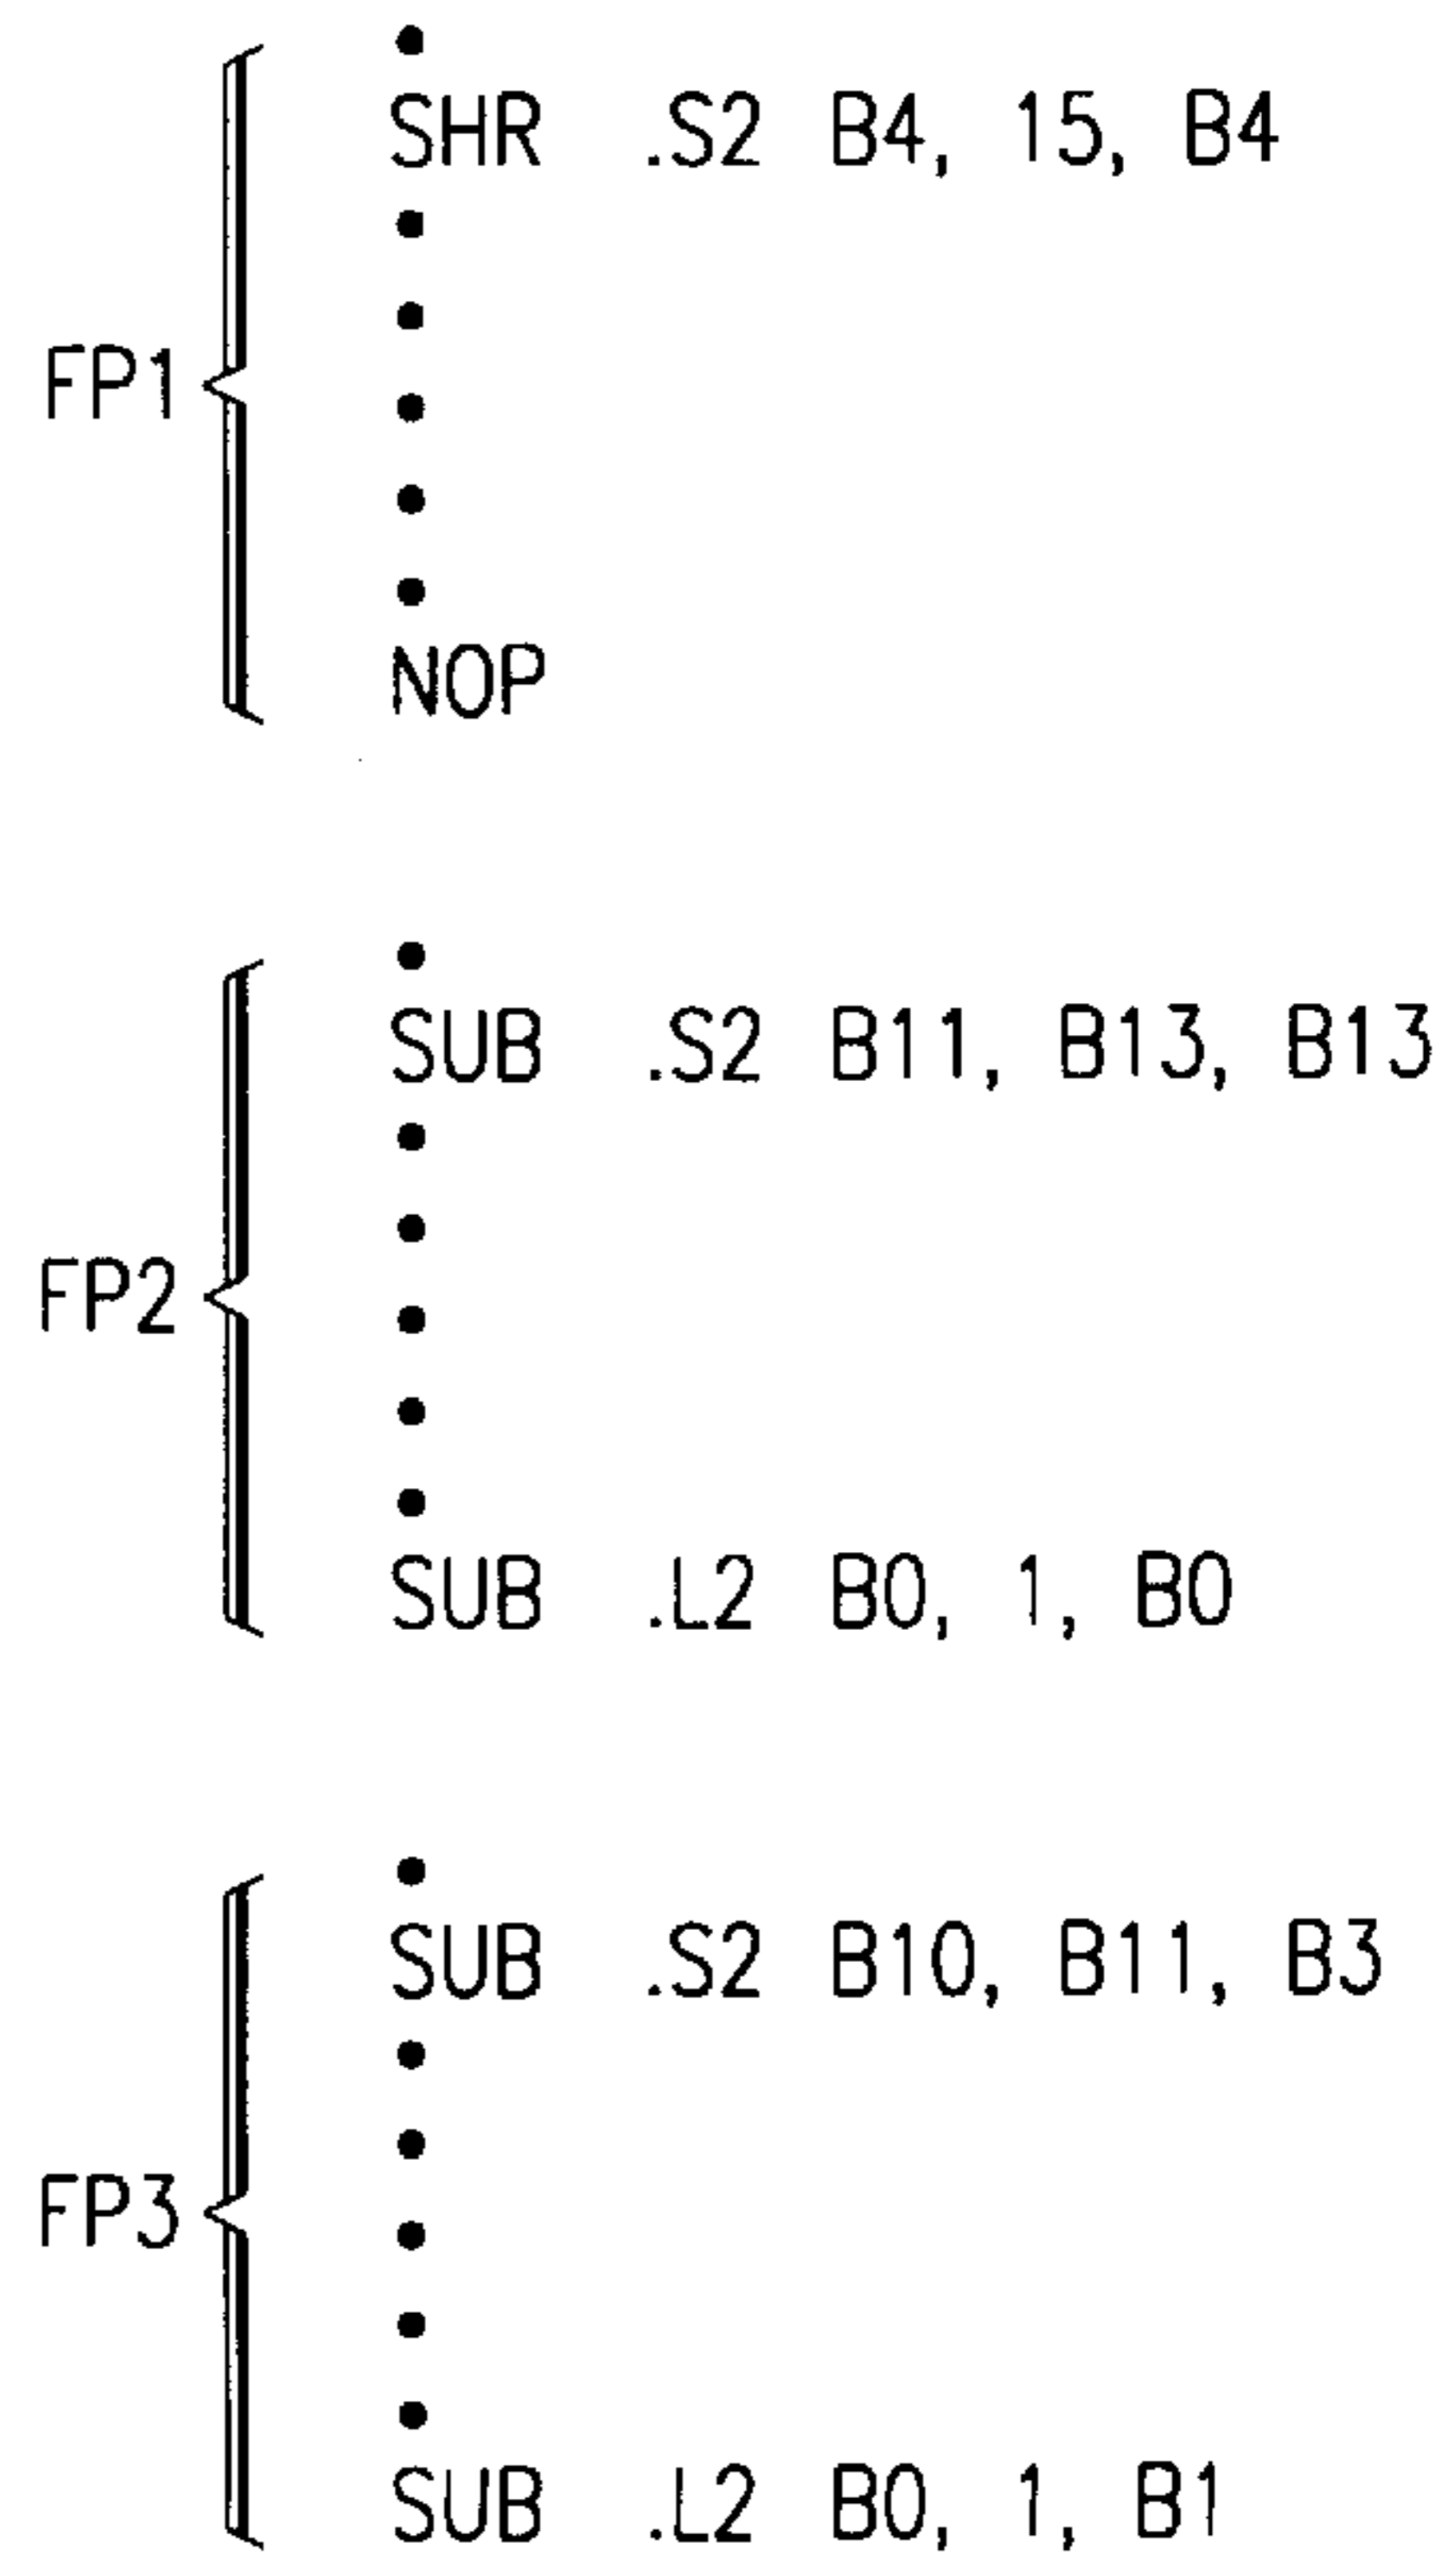 SHR .S2 B4, 15, B4
FP1
NOP
SUB .S2 B11, B13, B13
FP2
SUB .L2 B0, 1, B0
SUB .S2 B10, B11, B3
FP3
SUB .L2 B0, 1, B1